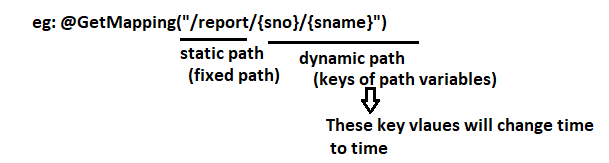 eg: @GetMapping("/report/{sno}/{sname}")
static path
(fixed path)
dynamic path
(keys of path variables)
These key vlaues will change time
to time